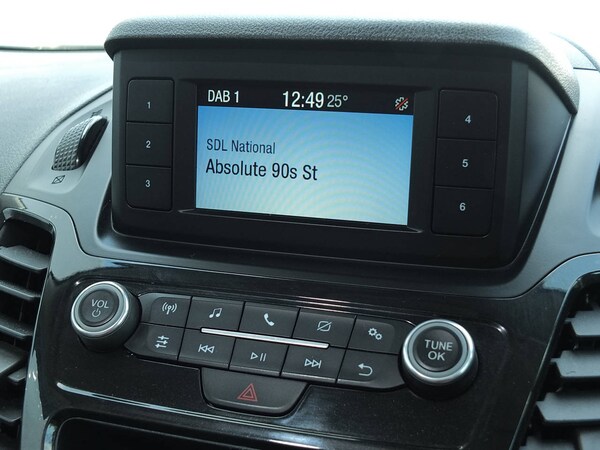 DAB 1 12:49 25°
SDL National
Absolute 90s St
1
2
3
4
5
6
VOL
TUNE
OK